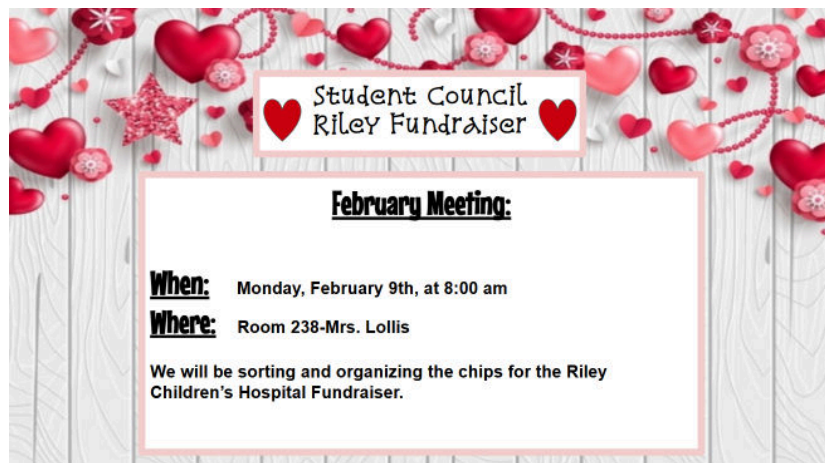 Student Council
Riley Fundraiser
February Meeting:
When: Monday, February 9th, at 8:00 am
Where: Room 238-Mrs. Lollis
We will be sorting and organizing the chips for the Riley
Children's Hospital Fundraiser.